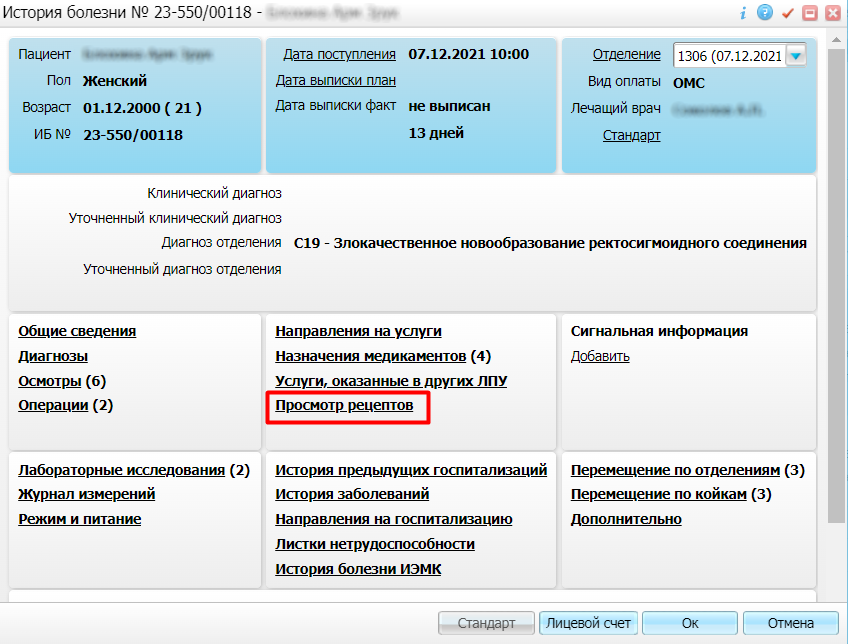 История болезни № 23-550/00118 -
Пациент
Пол Женский
Возраст 01.12.2000 ( 21 )
ИБ № 23-550/00118
Дата поступления 07.12.2021 10:00
Дата выписки план
Дата выписки факт не выписан
13 дней
Отделение 1306 (07.12.2021
Вид оплаты ОМС
Лечащий врач
Стандарт
Клинический диагноз
Уточненный клинический диагноз
Диагноз отделения C19 - Злокачественное новообразование ректосигмоидного соединения
Уточненный диагноз отделения
Общие сведения
Диагнозы
Осмотры (6)
Операции (2)
Направления на услуги
Назначения медикаментов (4)
Услуги, оказанные в других ЛПУ
Просмотр рецептов
Сигнальная информация
Добавить
Лабораторные исследования (2)
Журнал измерений
Режим и питание
История предыдущих госпитализаций
История заболеваний
Направления на госпитализацию
Листки нетрудоспособности
История болезни ИЭМК
Перемещение по отделениям (3)
Перемещение по койкам (3)
Дополнительно
Стандарт
Лицевой счет
Ок
Отмена